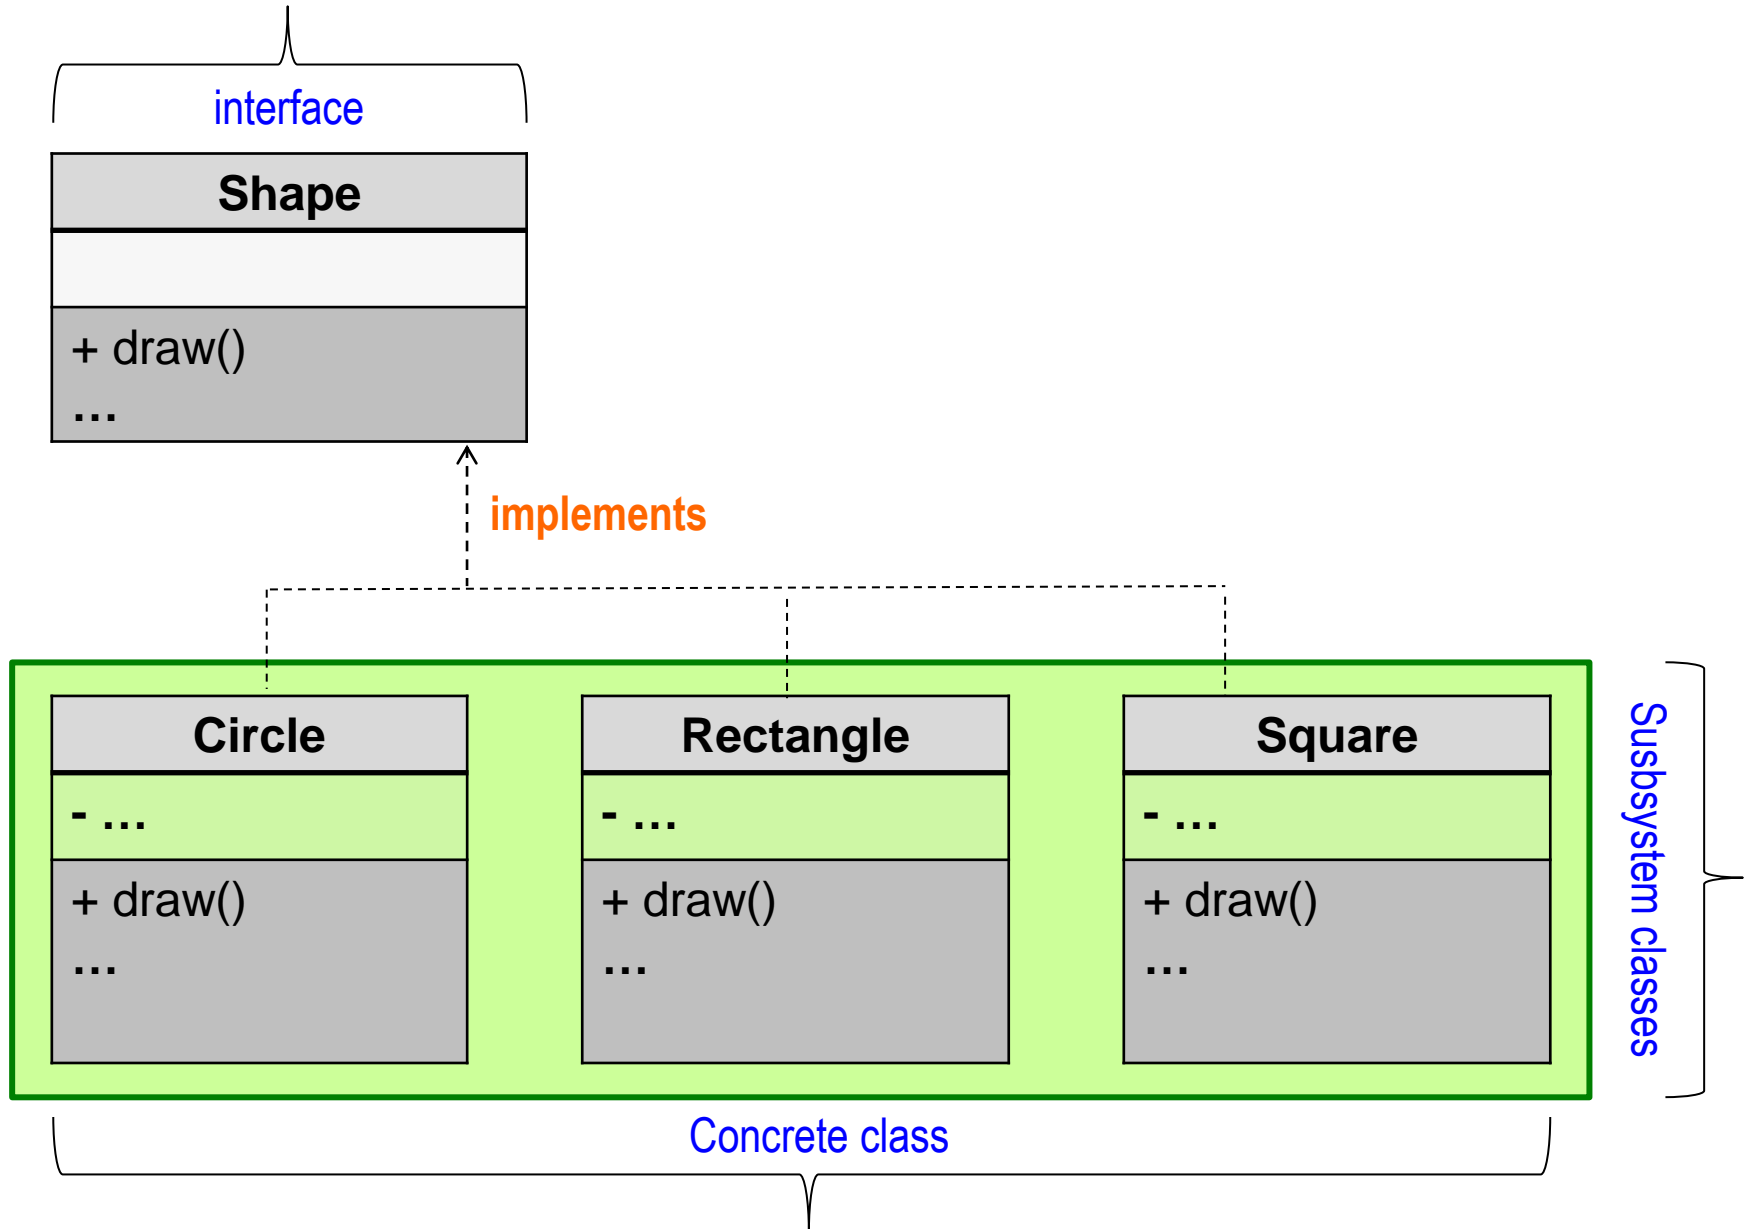 interface
Shape
+ draw()
...
implements
Circle
- ...
+ draw()
...
Rectangle
- ...
+ draw()
...
Square
- ...
+ draw()
...
Susbsystem classes
Concrete class